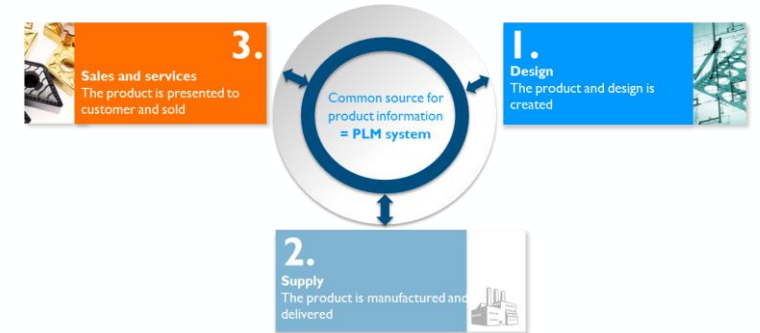 3.
Sales and services
The product is presented to
customer and sold
Common source for
product information
= PLM system
1.
Design
The product and design is
created
2.
Supply
The product is manufactured and
delivered